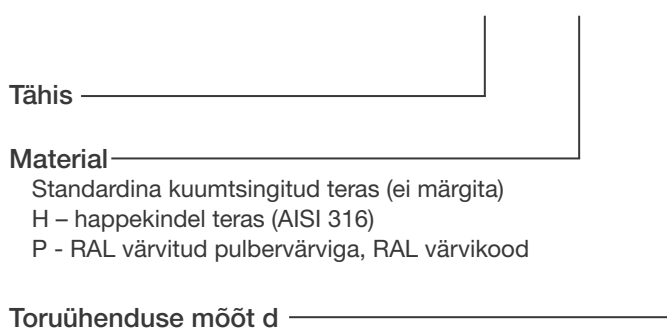 Tähis
Material
Standardina kuumtsingitud teras (ei märgita)
H – happekindel teras (AISI 316)
P - RAL värvitud pulbervärviga, RAL värvikood
Toruühenduse mõõt d